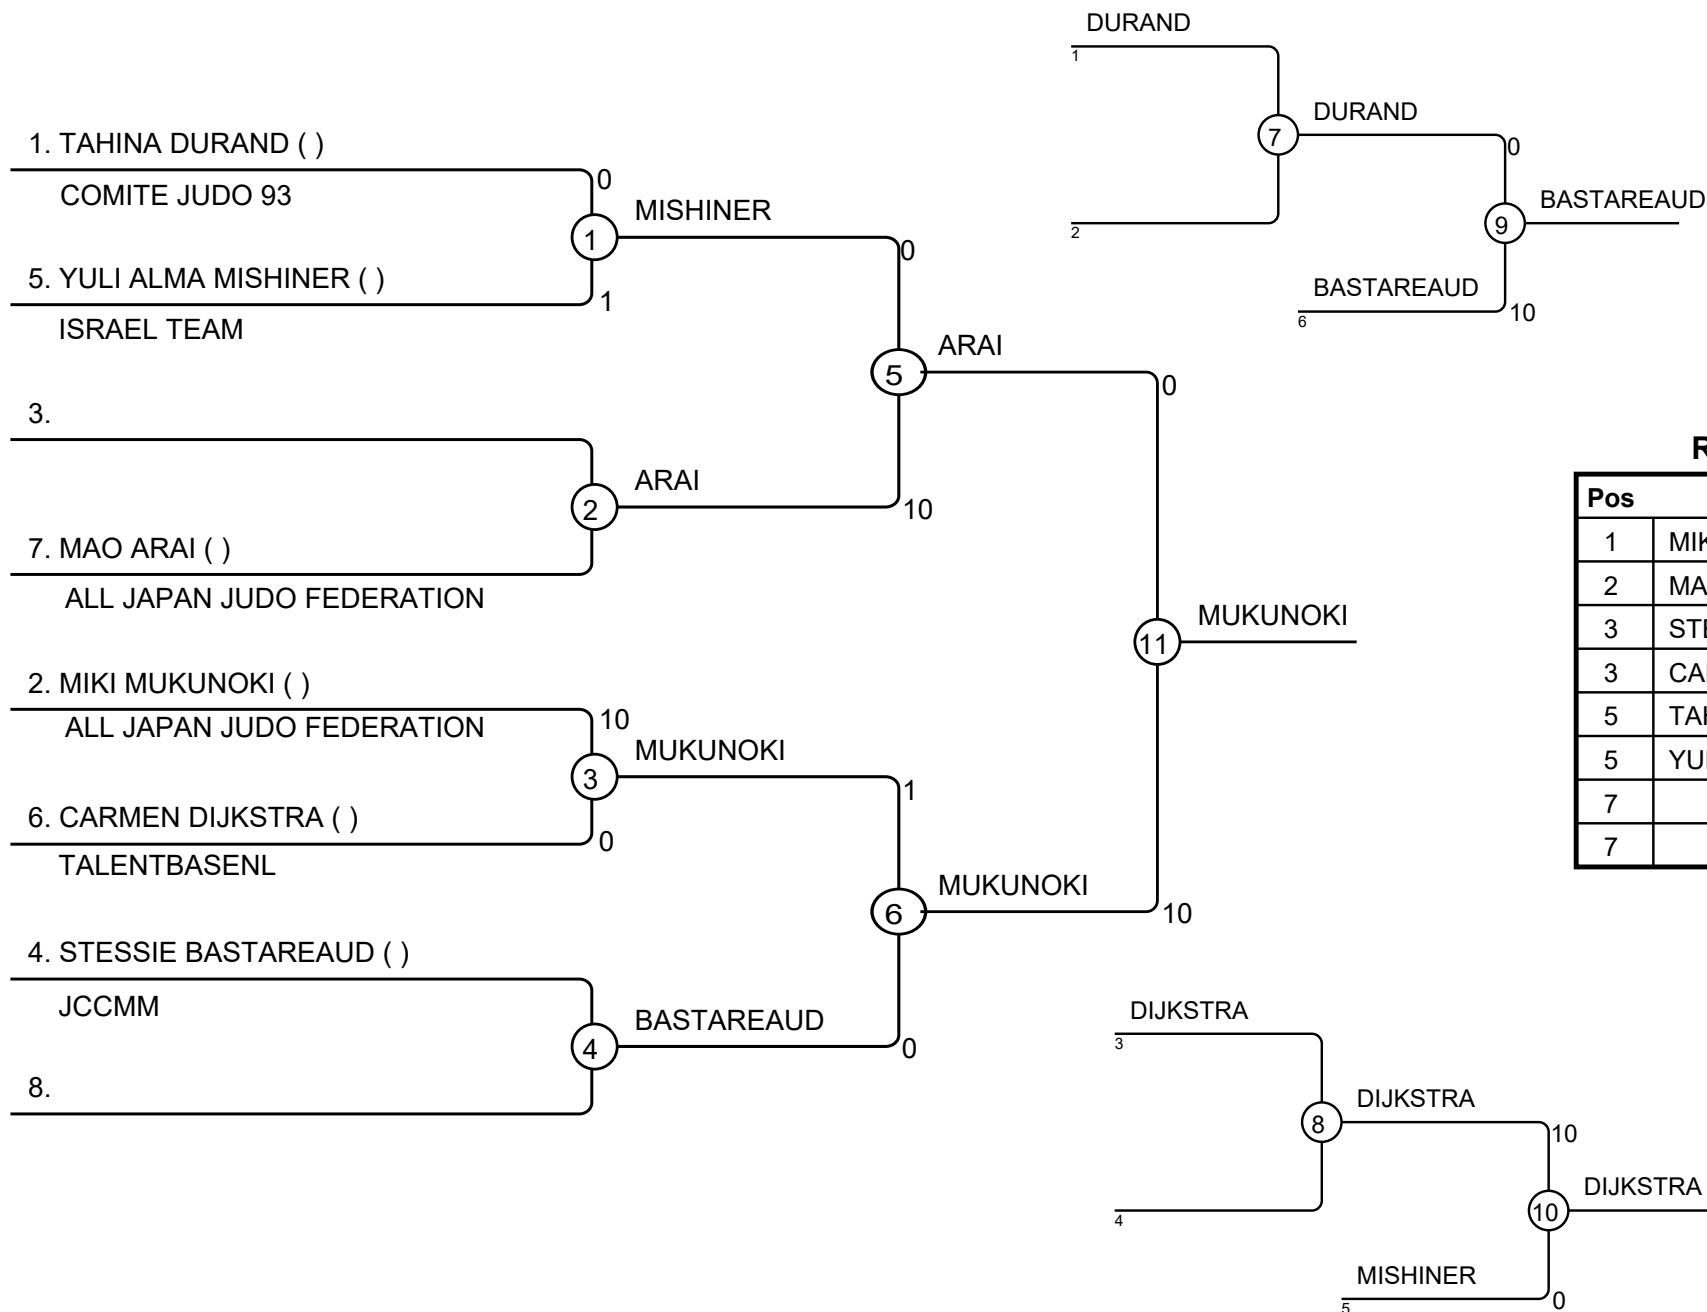 DURAND
1
DURAND
7
0
2
BASTAREAUD
9
BASTAREAUD
6
10
1. TAHINA DURAND ( )
0
COMITE JUDO 93
MISHINER
1
0
5. YULI ALMA MISHINER ( )
1
ISRAEL TEAM
ARAI
5
0
3.
ARAI
2
10
7. MAO ARAI ( )
ALL JAPAN JUDO FEDERATION
MUKUNOKI
11
2. MIKI MUKUNOKI ( )
10
ALL JAPAN JUDO FEDERATION
MUKUNOKI
3
1
6. CARMEN DIJKSTRA ( )
0
TALENTBASENL
MUKUNOKI
6
10
4. STESSIE BASTAREAUD ( )
JCCMM
BASTAREAUD
4
0
8.
Pos
1
2
3
3
5
5
7
7
DIJKSTRA
3
DIJKSTRA
8
10
4
DIJKSTRA
10
MISHINER
5
0